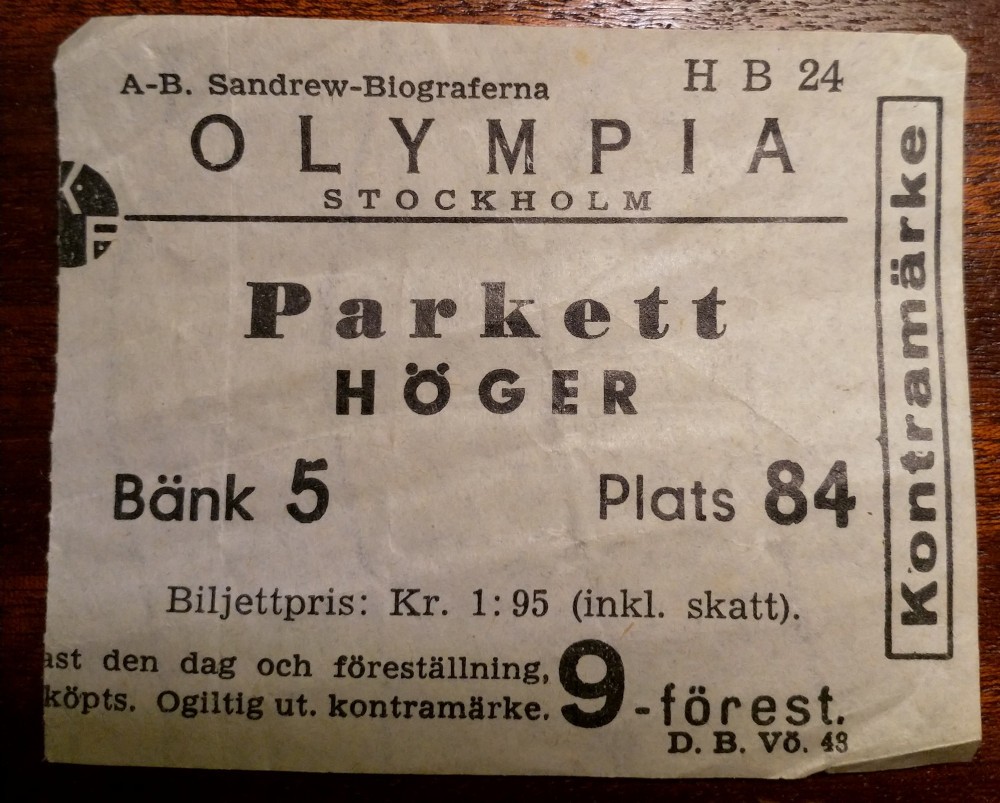 A-B. Sandrew-Biograferna
H B 24
OLYMPIA
STOCKHOLM
Parkett
HÖGER
Bänk 5
Plats 84
Biljettpris: Kr. 1: 95 (inkl. skatt).
ast den dag och föreställning,
köpts. Ogiltig ut. kontramärke.
9-förest.
D. B. Vö. 43
Kontramärke